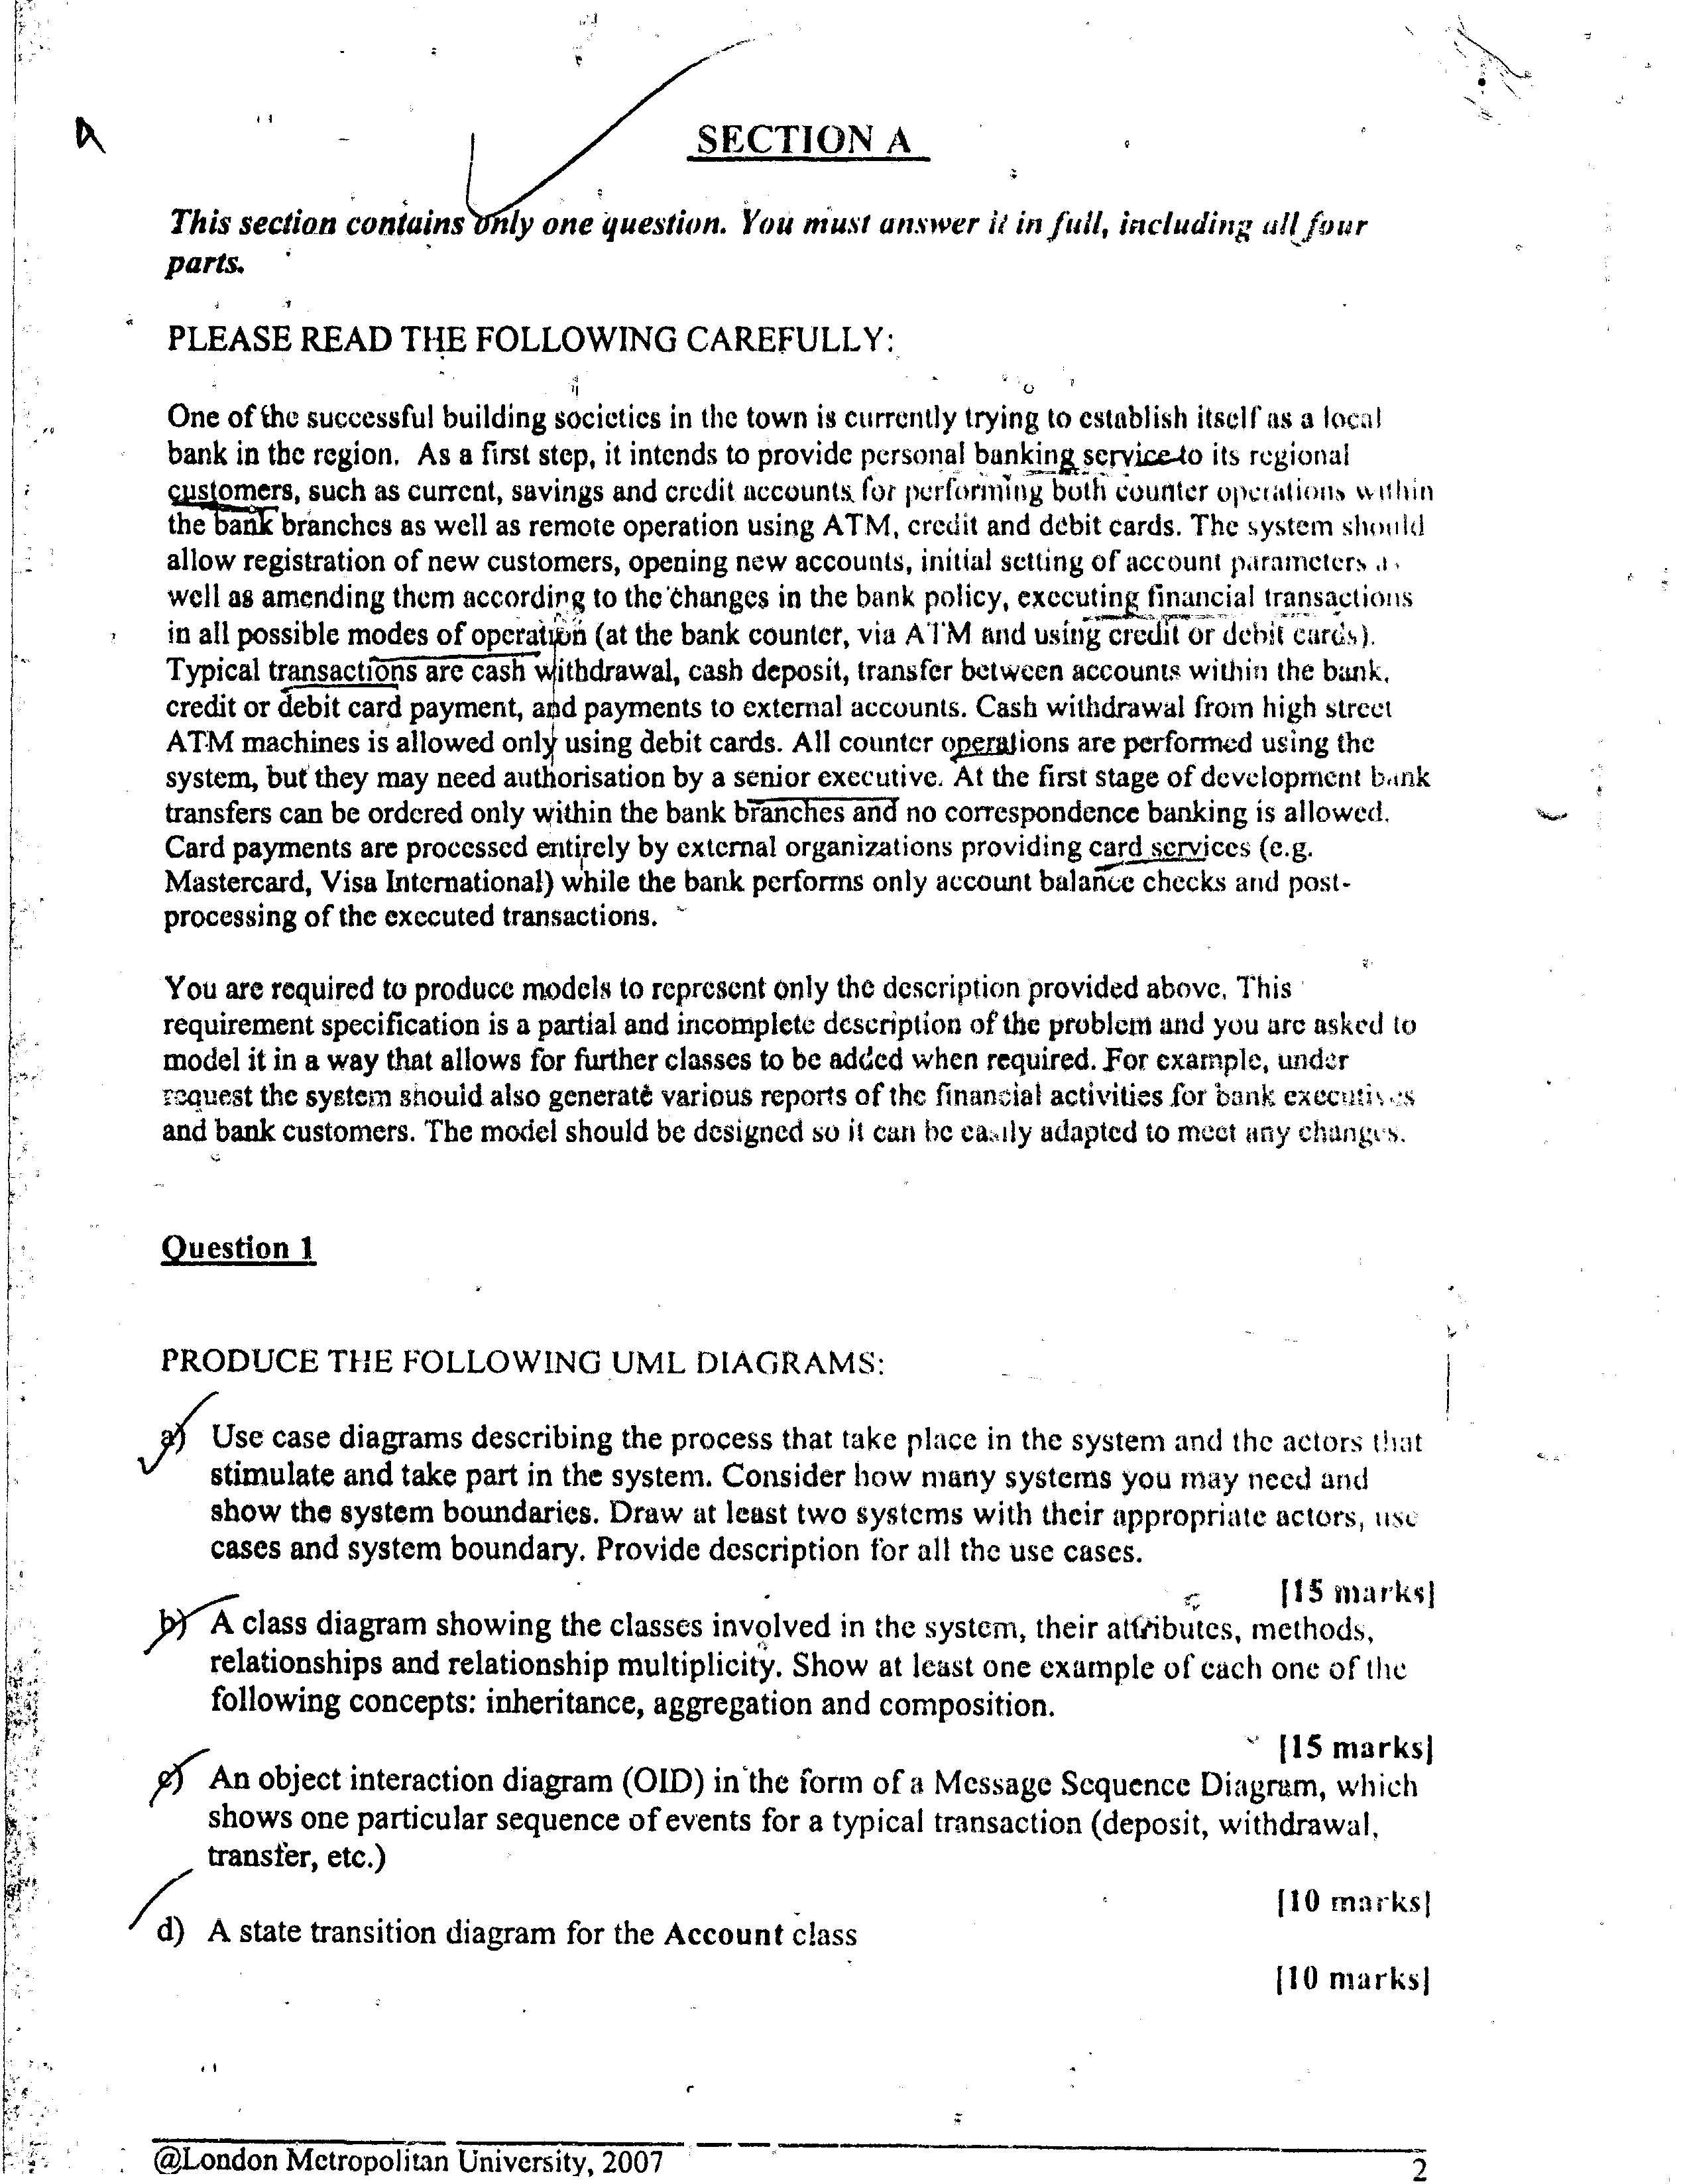 SECTION A
This section contains only one question. You must answer it in full, including all four
parts.
PLEASE READ THE FOLLOWING CAREFULLY:
One of the successful building societies in the town is currently trying to establish itself as a local
bank in the region. As a first step, it intends to provide personal banking service to its regional
customers, such as current, savings and credit accounts for performing both counter operations within
the bank branches as well as remote operation using ATM, credit and debit cards. The system should
allow registration of new customers, opening new accounts, initial setting of account parameters as
well as amending them according to the changes in the bank policy, executing financial transactions
in all possible modes of operation (at the bank counter, via ATM and using credit or debit cards).
Typical transactions are cash withdrawal, cash deposit, transfer between accounts within the bank,
credit or debit card payment, and payments to external accounts. Cash withdrawal from high street
ATM machines is allowed only using debit cards. All counter operations are performed using the
system, but they may need authorisation by a senior executive. At the first stage of development bank
transfers can be ordered only within the bank branches and no correspondence banking is allowed.
Card payments are processed entirely by external organizations providing card services (e.g.
Mastercard, Visa International) while the bank performs only account balance checks and post-
processing of the executed transactions.
You are required to produce models to represent only the description provided above. This
requirement specification is a partial and incomplete description of the problem and you are asked to
model it in a way that allows for further classes to be added when required. For example, under
request the system should also generate various reports of the financial activities for bank executives
and bank customers. The model should be designed so it can be easily adapted to meet any changes.
Question 1
PRODUCE THE FOLLOWING UML DIAGRAMS:
a) Use case diagrams describing the process that take place in the system and the actors that
stimulate and take part in the system. Consider how many systems you may need and
show the system boundaries. Draw at least two systems with their appropriate actors, use
cases and system boundary. Provide description for all the use cases.
[15 marks]
b) A class diagram showing the classes involved in the system, their attributes, methods,
relationships and relationship multiplicity. Show at least one example of each one of the
following concepts: inheritance, aggregation and composition.
[15 marks]
c) An object interaction diagram (OID) in the form of a Message Sequence Diagram, which
shows one particular sequence of events for a typical transaction (deposit, withdrawal,
transfer, etc.)
[10 marks]
d) A state transition diagram for the Account class
[10 marks]
@London Metropolitan University, 2007 2